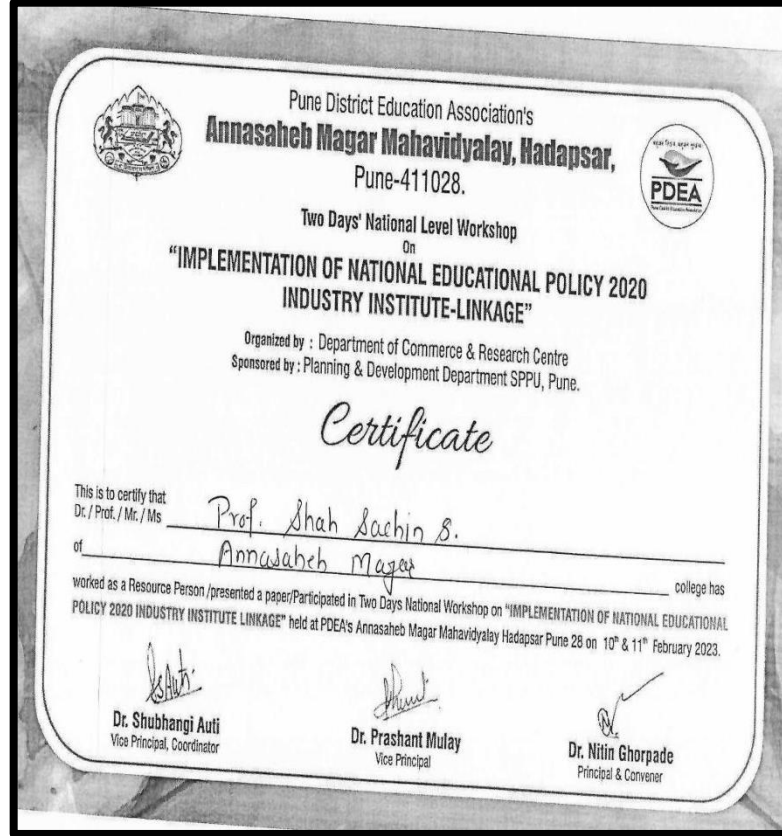 Pune District Education Association's
Annasaheb Magar Mahavidyalay, Hadapsar,
Pune-411028.
PDEA
Two Days' National Level Workshop
On
"IMPLEMENTATION OF NATIONAL EDUCATIONAL POLICY 2020
INDUSTRY INSTITUTE-LINKAGE"
Organized by : Department of Commerce & Research Centre
Sponsored by : Planning & Development Department SPPU, Pune.
Certificate
This is to certify that
Dr. / Prof. / Mr. / Ms Prof. Shah Sachin S.
of Annasaheb Magar college has
worked as a Resource Person /presented a paper/Participated in Two Days National Workshop on "IMPLEMENTATION OF NATIONAL EDUCATIONAL
POLICY 2020 INDUSTRY INSTITUTE LINKAGE" held at PDEA's Annasaheb Magar Mahavidyalay Hadapsar Pune 28 on 10th & 11th February 2023.
Dr. Shubhangi Auti
Vice Principal, Coordinator
Dr. Prashant Mulay
Vice Principal
Dr. Nitin Ghorpade
Principal & Convener